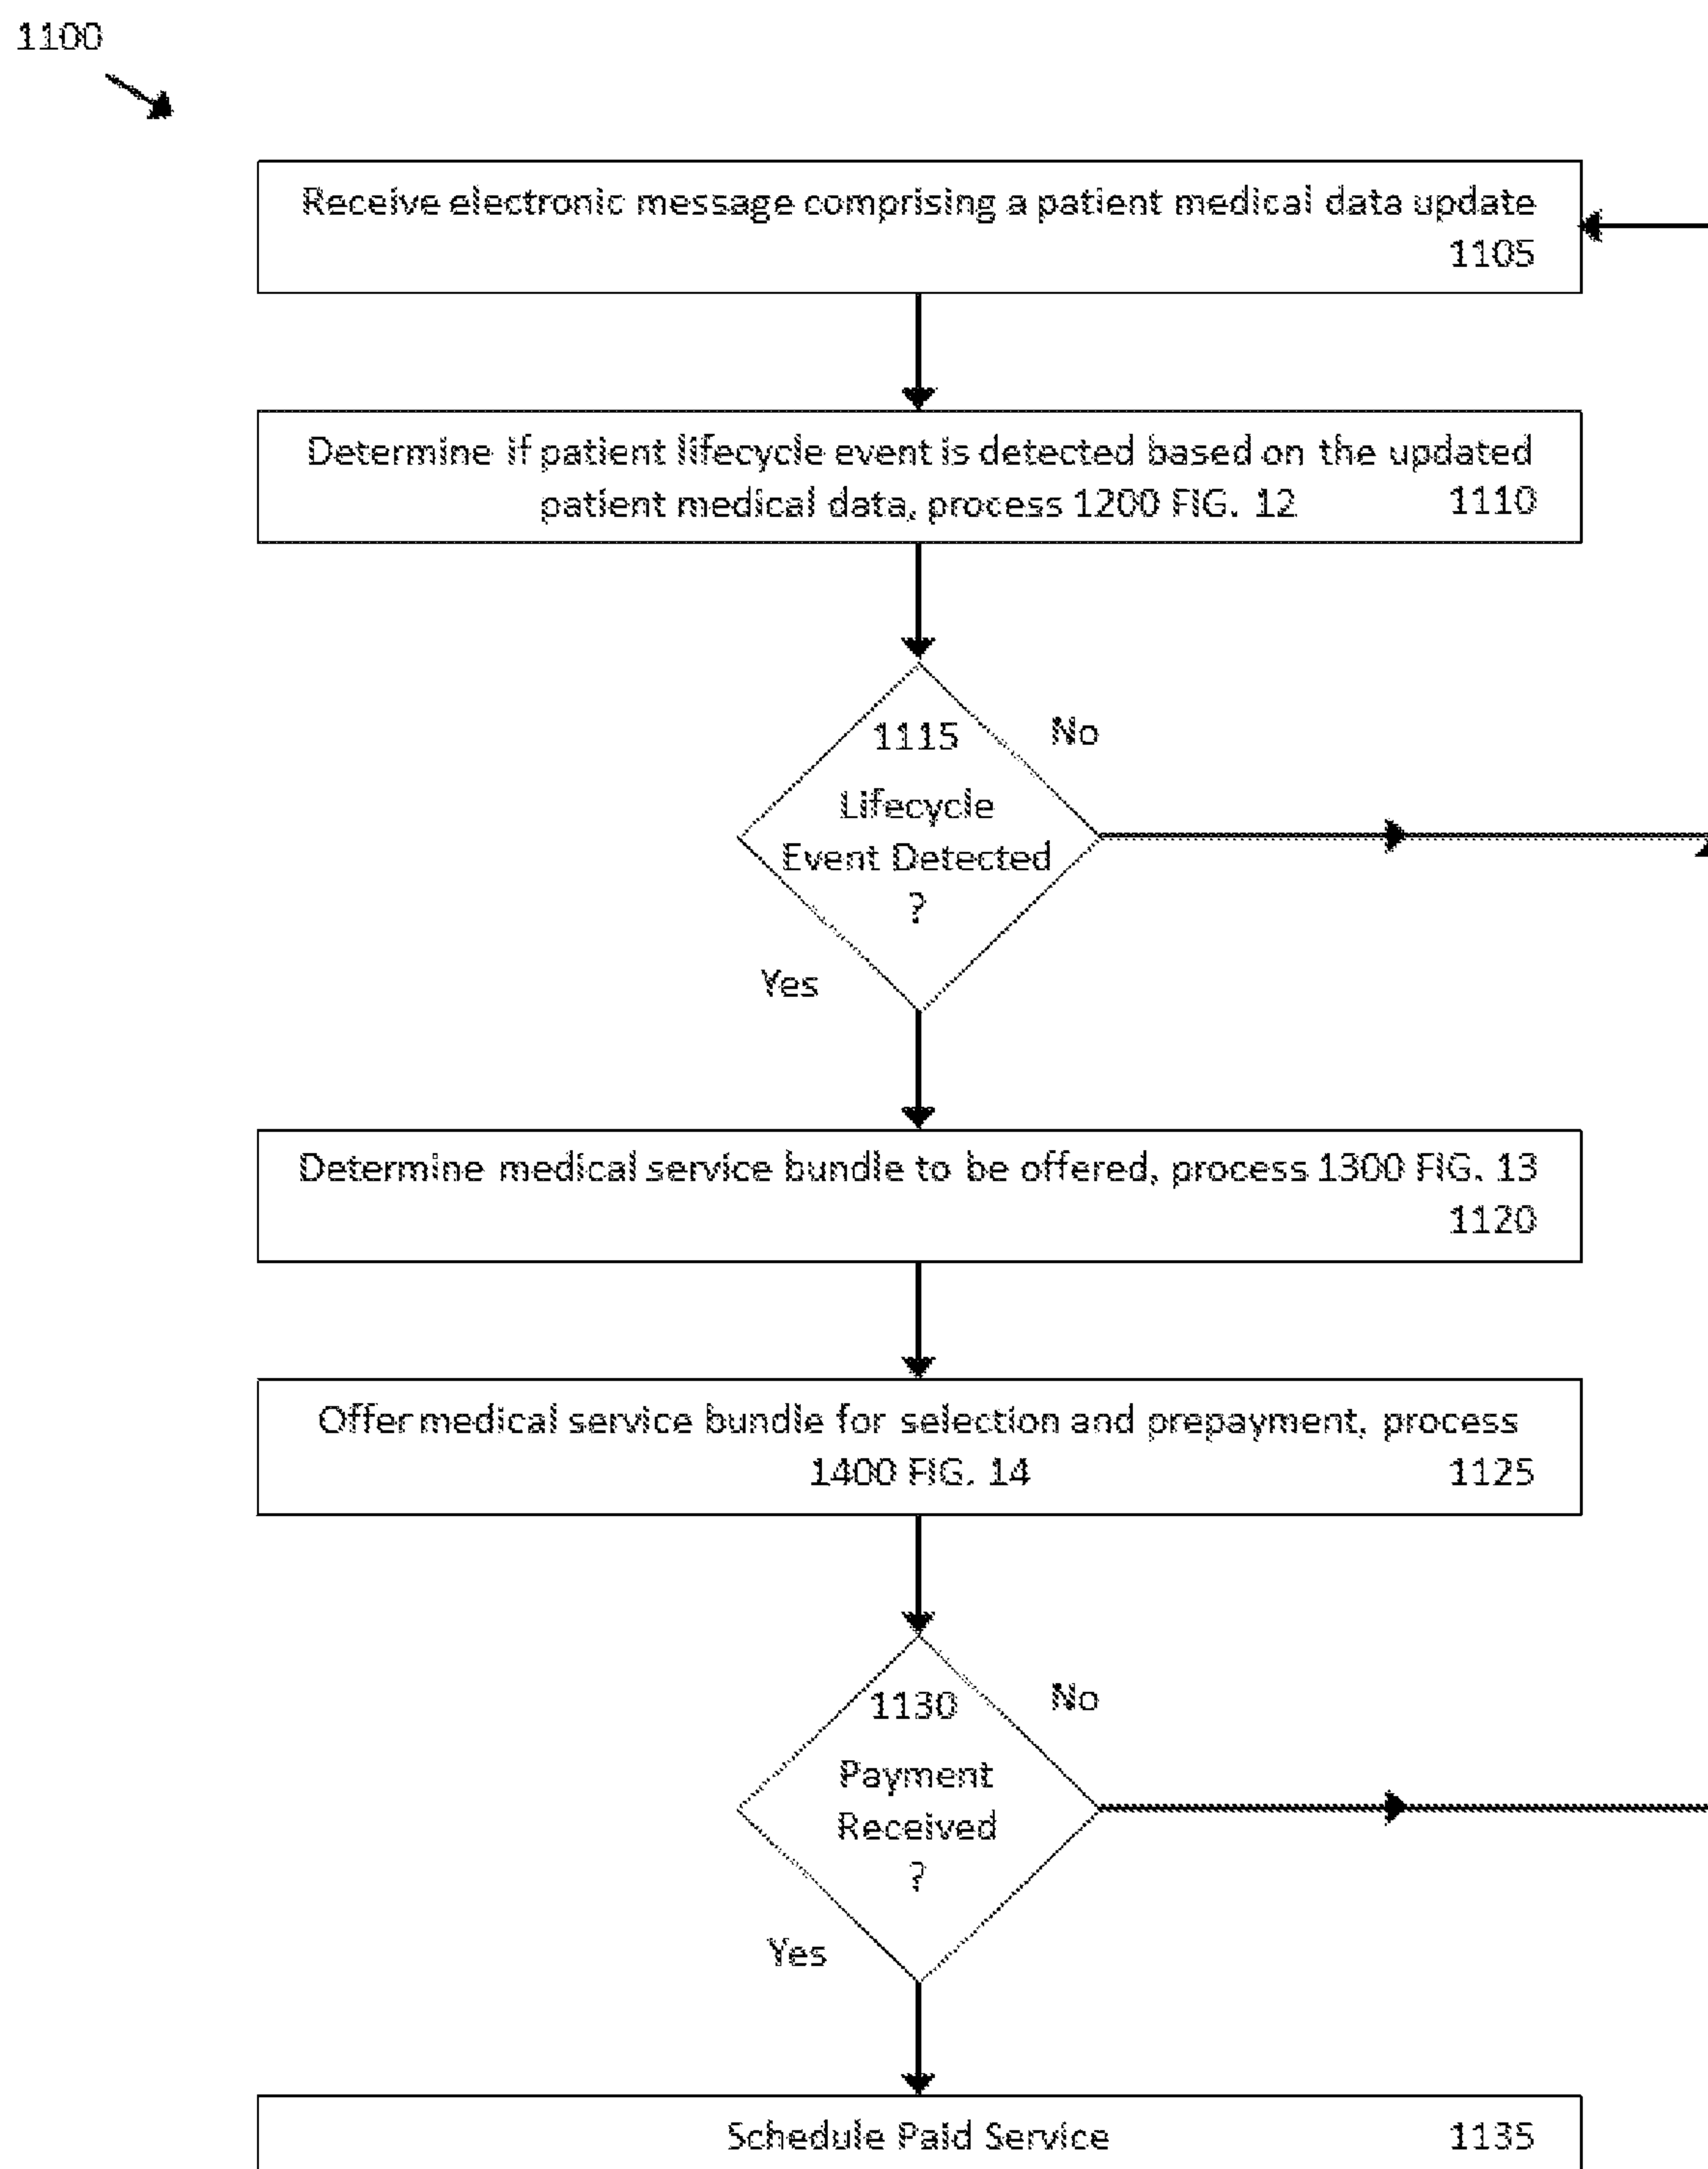 1100
Receive electronic message comprising a patient medical data update
1105
Determine if patient lifecycle event is detected based on the updated
patient medical data, process 1200 FIG. 12 1110
1115
No
Lifecycle
Event Detected
?
Yes
Determine medical service bundle to be offered, process 1300 FIG. 13
1120
Offer medical service bundle for selection and prepayment, process
1400 FIG. 14 1125
1130
No
Payment
Received
?
Yes
Schedule Paid Service 1135